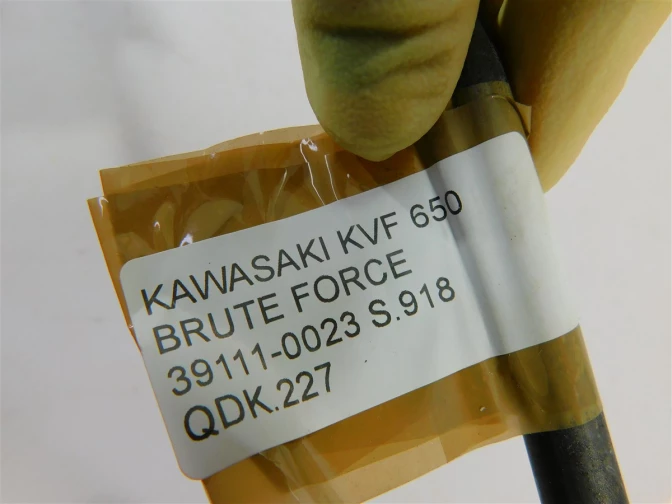 KAWASAKI KVF 650
BRUTE FORCE
39111-0023 S.918
QDK.227